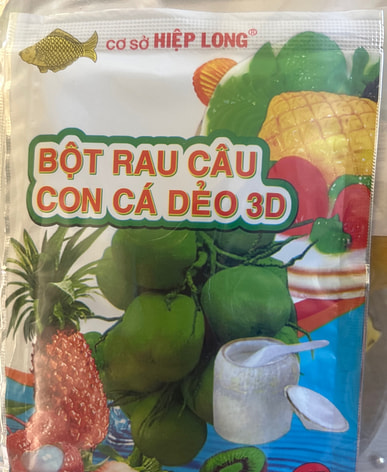 CƠ SỞ HIỆP LONG®
BỘT RAU CÂU
CON CÁ DẺO 3D